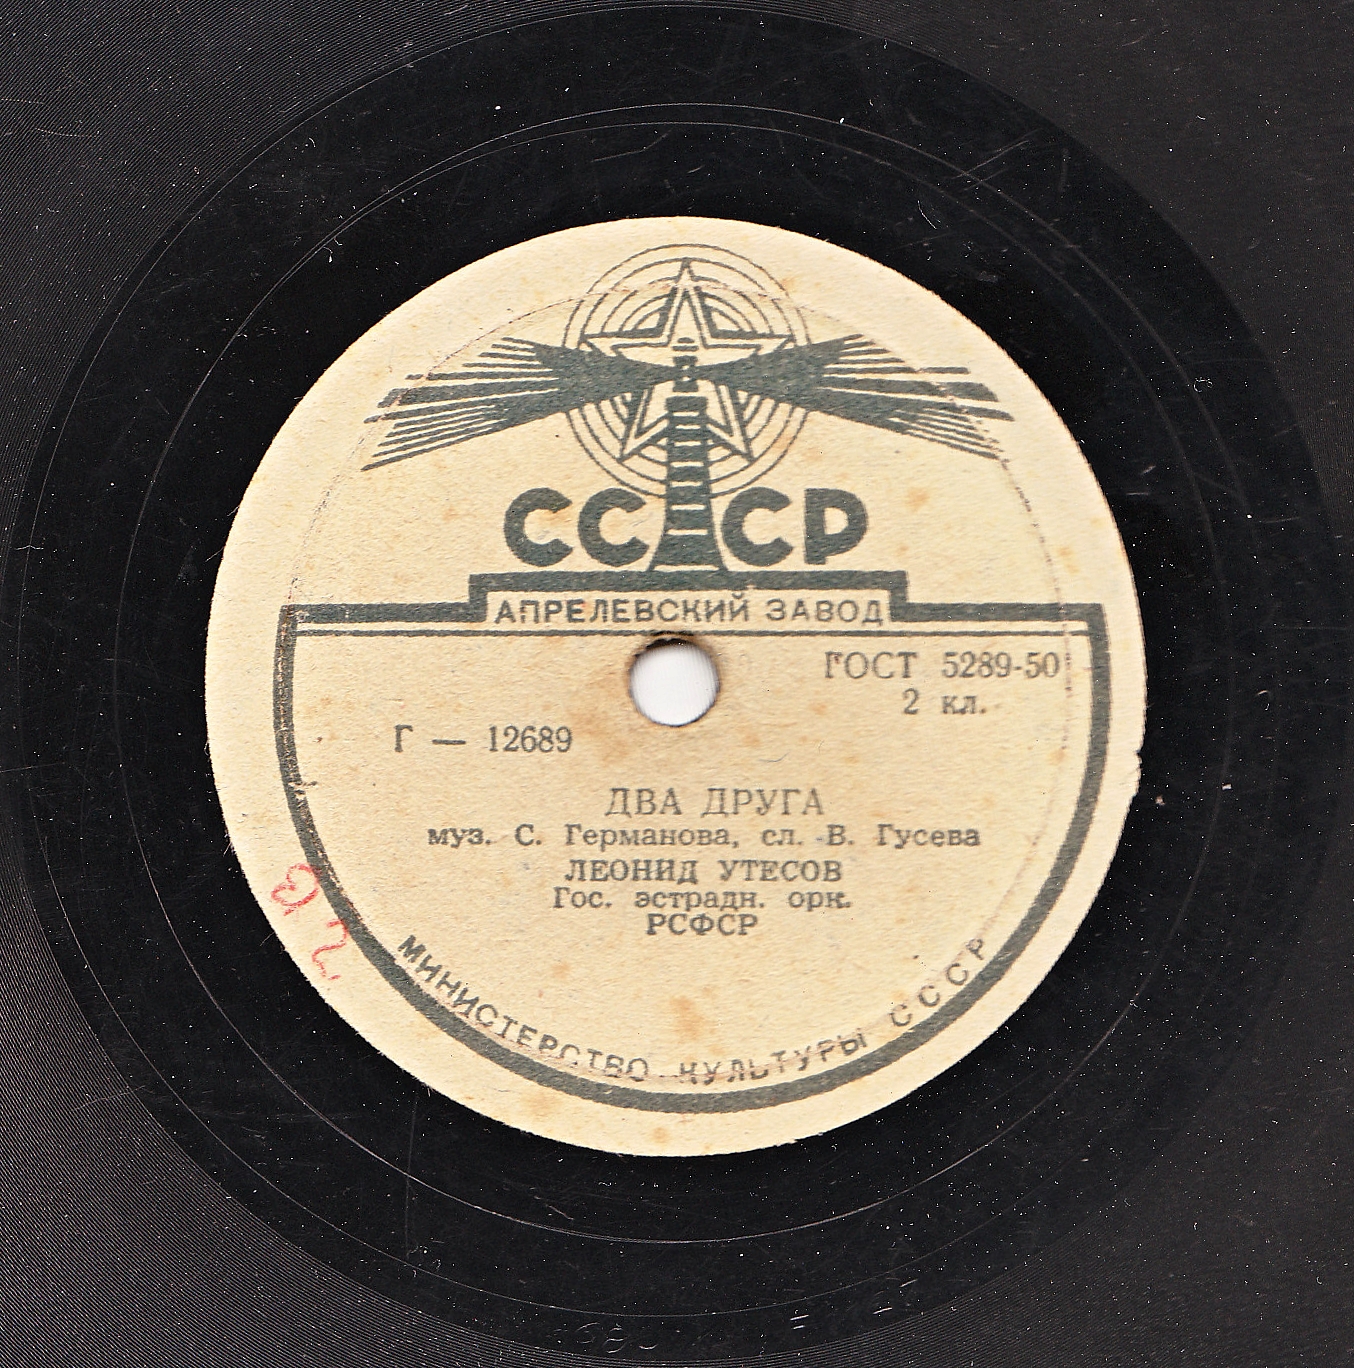 СССР
АПРЕЛЕВСКИЙ ЗАВОД
ГОСТ 5289-50
2 кл.
Г — 12689
ДВА ДРУГА
муз. С. Германова, сл. В. Гусева
ЛЕОНИД УТЕСОВ
Гос. эстрадн. орк.
РСФСР
МИНИСТЕРСТВО КУЛЬТУРЫ СССР